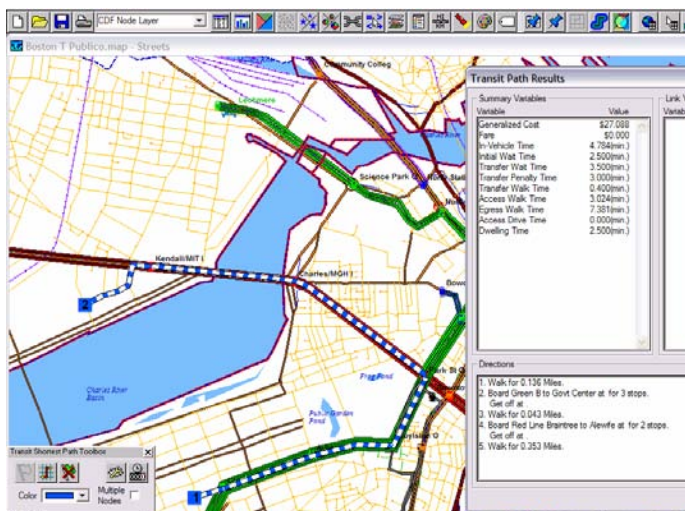 CDF Node Layer
Boston T Publico.map - Streets
Community Colleg
Lechmere
Science Park
Kendall/MIT I
Charles/MGH I
Bowd
Park St
2
Frog Pond
Charles River
Basin
Public Garden
Pond
Boylston O
1
Transit Shortest Path Toolbox
Color
Multiple
Nodes
Transit Path Results
Summary Variables
Variable Value
Generalized Cost $27.088
Fare $0.000
In-Vehicle Time 4.784(min.)
Initial Wait Time 2.500(min.)
Transfer Wait Time 3.500(min.)
Transfer Penalty Time 3.000(min.)
Transfer Walk Time 0.400(min.)
Access Walk Time 3.024(min.)
Egress Walk Time 7.381(min.)
Access Drive Time 0.000(min.)
Dwelling Time 2.500(min.)
Link V
Variab
Directions
1. Walk for 0.136 Miles.
2. Board Green B to Govt Center at for 3 stops.
Get off at
3. Walk for 0.043 Miles.
4. Board Red Line Braintree to Alewife at for 2 stops.
Get off at
5. Walk for 0.353 Miles.